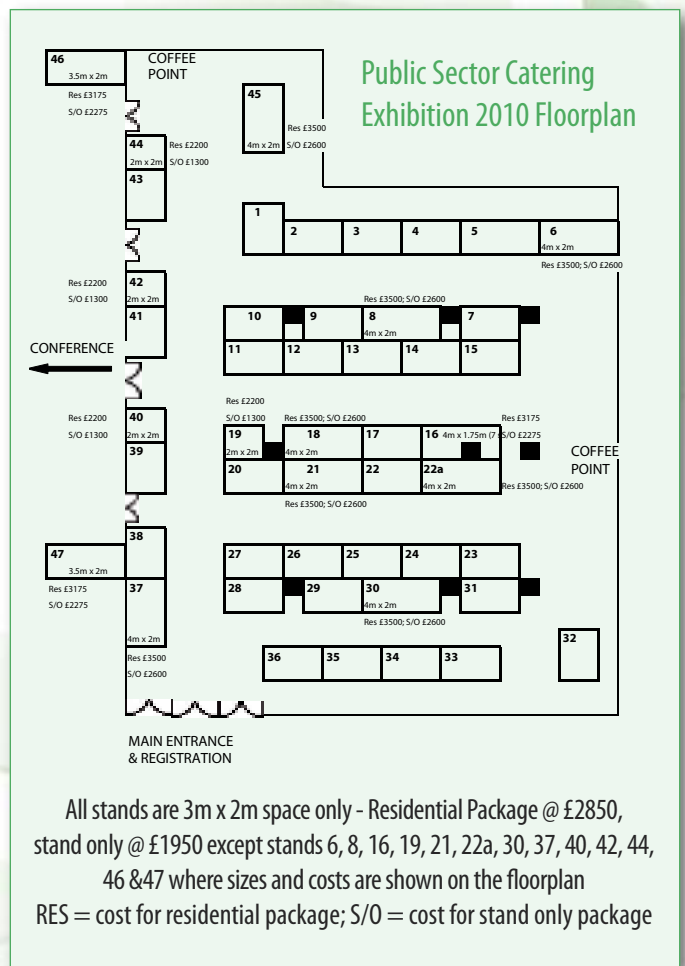 Public Sector Catering
Exhibition 2010 Floorplan
46
3.5m x 2m
Res £3175
S/O £2275
COFFEE
POINT
45
4m x 2m
Res £3500
S/O £2600
44
2m x 2m
Res £2200
S/O £1300
43
1
2
3
4
5
6
4m x 2m
Res £3500; S/O £2600
42
2m x 2m
Res £2200
S/O £1300
41
CONFERENCE
Res £3500; S/O £2600
10
9
8
4m x 2m
7
11
12
13
14
15
40
2m x 2m
Res £2200
S/O £1300
39
Res £2200
S/O £1300
Res £3500; S/O £2600
19
2m x 2m
18
4m x 2m
17
16
4m x 1.75m (7
Res £3175
S/O £2275
20
21
4m x 2m
22
22a
4m x 2m
Res £3500; S/O £2600
Res £3500; S/O £2600
COFFEE
POINT
38
47
3.5m x 2m
Res £3175
S/O £2275
37
4m x 2m
Res £3500
S/O £2600
27
26
25
24
23
28
29
30
4m x 2m
31
Res £3500; S/O £2600
36
35
34
33
32
MAIN ENTRANCE
& REGISTRATION
All stands are 3m x 2m space only - Residential Package @ £2850,
stand only @ £1950 except stands 6, 8, 16, 19, 21, 22a, 30, 37, 40, 42, 44,
46 &47 where sizes and costs are shown on the floorplan
RES = cost for residential package; S/O = cost for stand only package